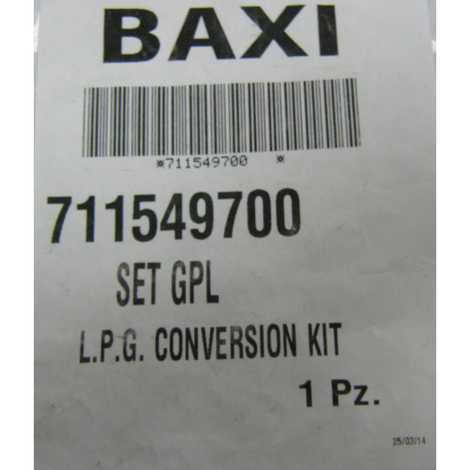 BAXI
*711549700 *
711549700
SET GPL
L.P.G. CONVERSION KIT
1 Pz.
25/03/14